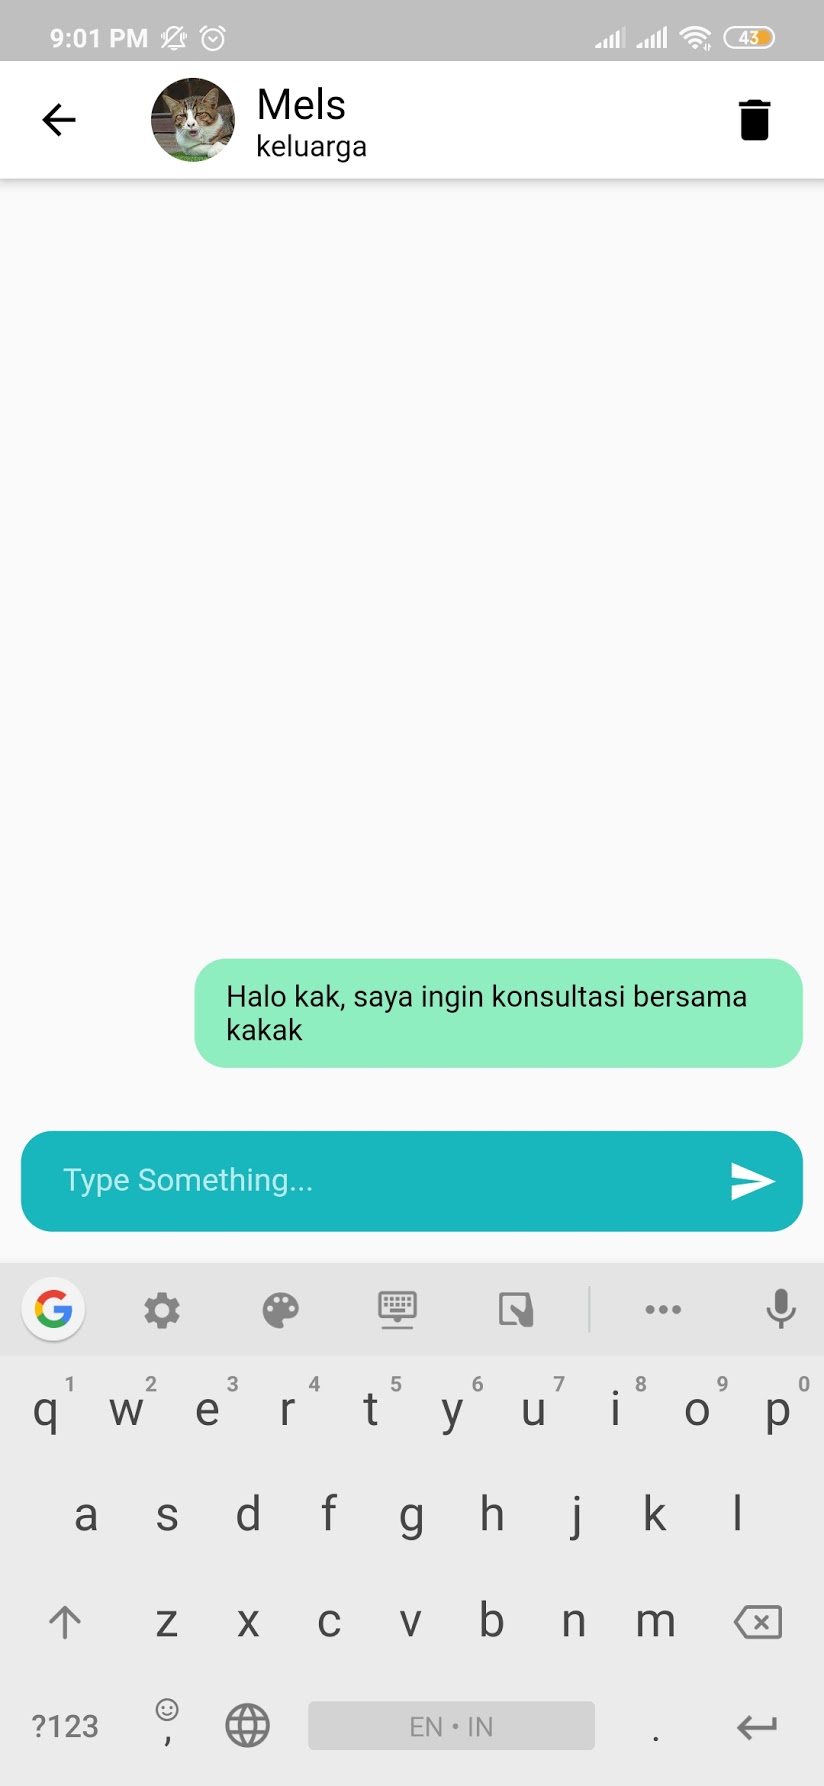 9:01 PM
43
Mels
keluarga
Halo kak, saya ingin konsultasi bersama
kakak
Type Something...
G
1 2 3 4 5 6 7 8 9 0
q w e r t y u i o p
a s d f g h j k l
z x c v b n m
?123 , EN • IN .